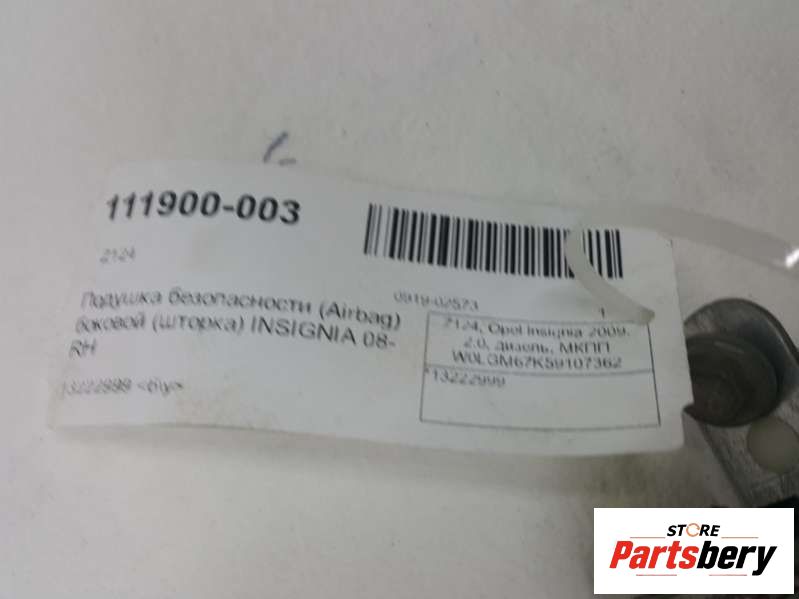 111900-003
2124
Подушка безопасности (Airbag)
боковой (шторка) INSIGNIA 08-
RH
13222999 <б\у>
0919-02573
1
2124, Opel Insignia 2009,
2.0, дизель, МКПП
W0LGM67K59107362
*13222999
STORE
Partsbery